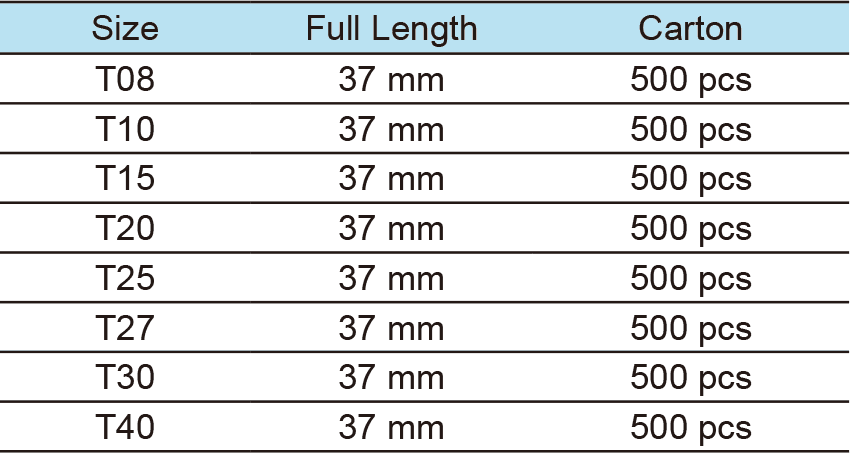 Size Full Length Carton
T08 37 mm 500 pcs
T10 37 mm 500 pcs
T15 37 mm 500 pcs
T20 37 mm 500 pcs
T25 37 mm 500 pcs
T27 37 mm 500 pcs
T30 37 mm 500 pcs
T40 37 mm 500 pcs